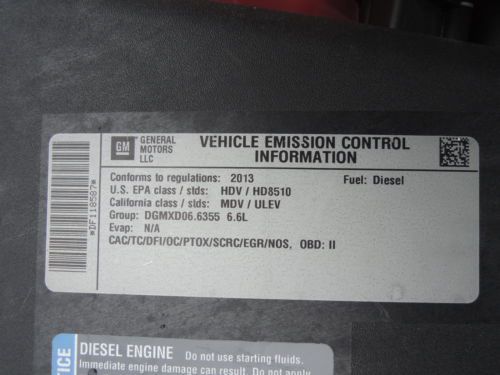 GM GENERAL MOTORS LLC
VEHICLE EMISSION CONTROL
INFORMATION
Conforms to regulations: 2013 Fuel: Diesel
U.S. EPA class / stds: HDV / HD8510
California class / stds: MDV / ULEV
Group: DGMXD06.6355 6.6L
Evap: N/A
CAC/TC/DFI/OC/PTOX/SCRC/EGR/NOS, OBD: II
*DF118587*
DIESEL ENGINE Do not use starting fluids.
Immediate engine damage can result. Do not